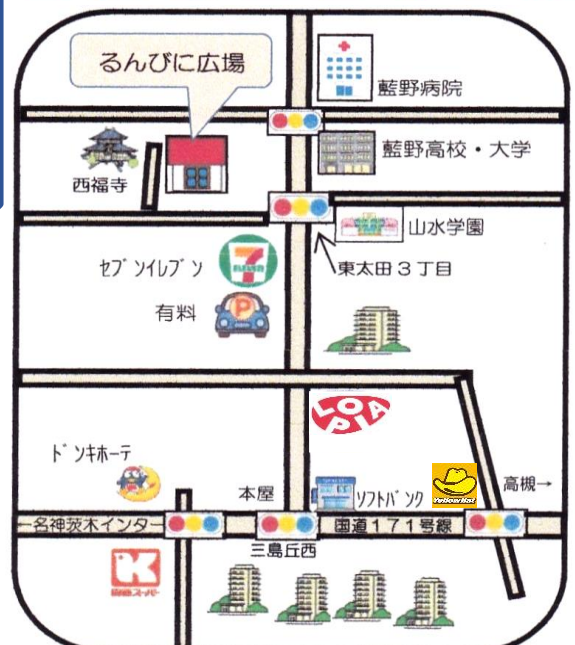 るんびに広場
藍野病院
藍野高校・大学
西福寺
山水学園
東太田３丁目
セブンイレブン
7
有料
P
LOPIA
ドンキホーテ
本屋
ソフトバンク
YellowHat
高槻→
←名神茨木インター
国道１７１号線
三島丘西
K